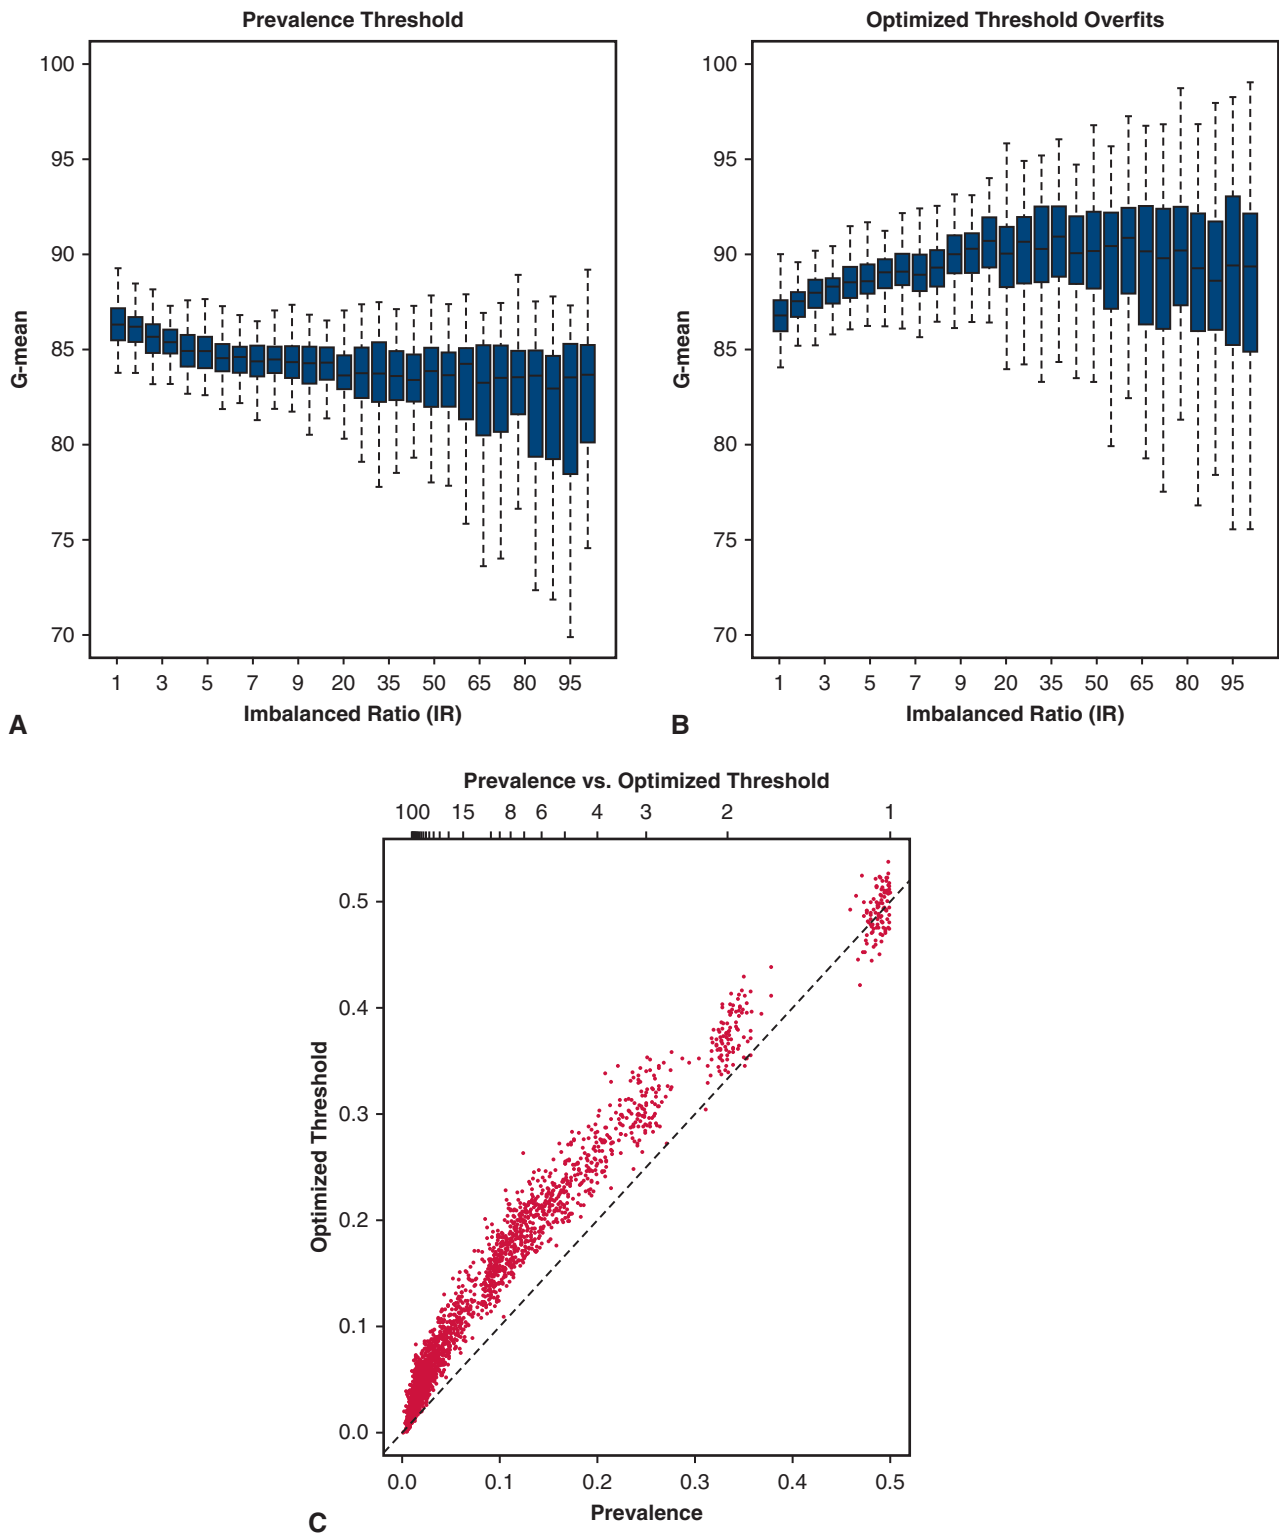 Prevalence Threshold
100
95
90
85
80
75
70
G-mean
1 3 5 7 9 20 35 50 65 80 95
Imbalanced Ratio (IR)
A
Optimized Threshold Overfits
100
95
90
85
80
75
70
G-mean
1 3 5 7 9 20 35 50 65 80 95
Imbalanced Ratio (IR)
B
Prevalence vs. Optimized Threshold
100 15 8 6 4 3 2 1
0.5
0.4
0.3
0.2
0.1
0.0
Optimized Threshold
0.0 0.1 0.2 0.3 0.4 0.5
Prevalence
C